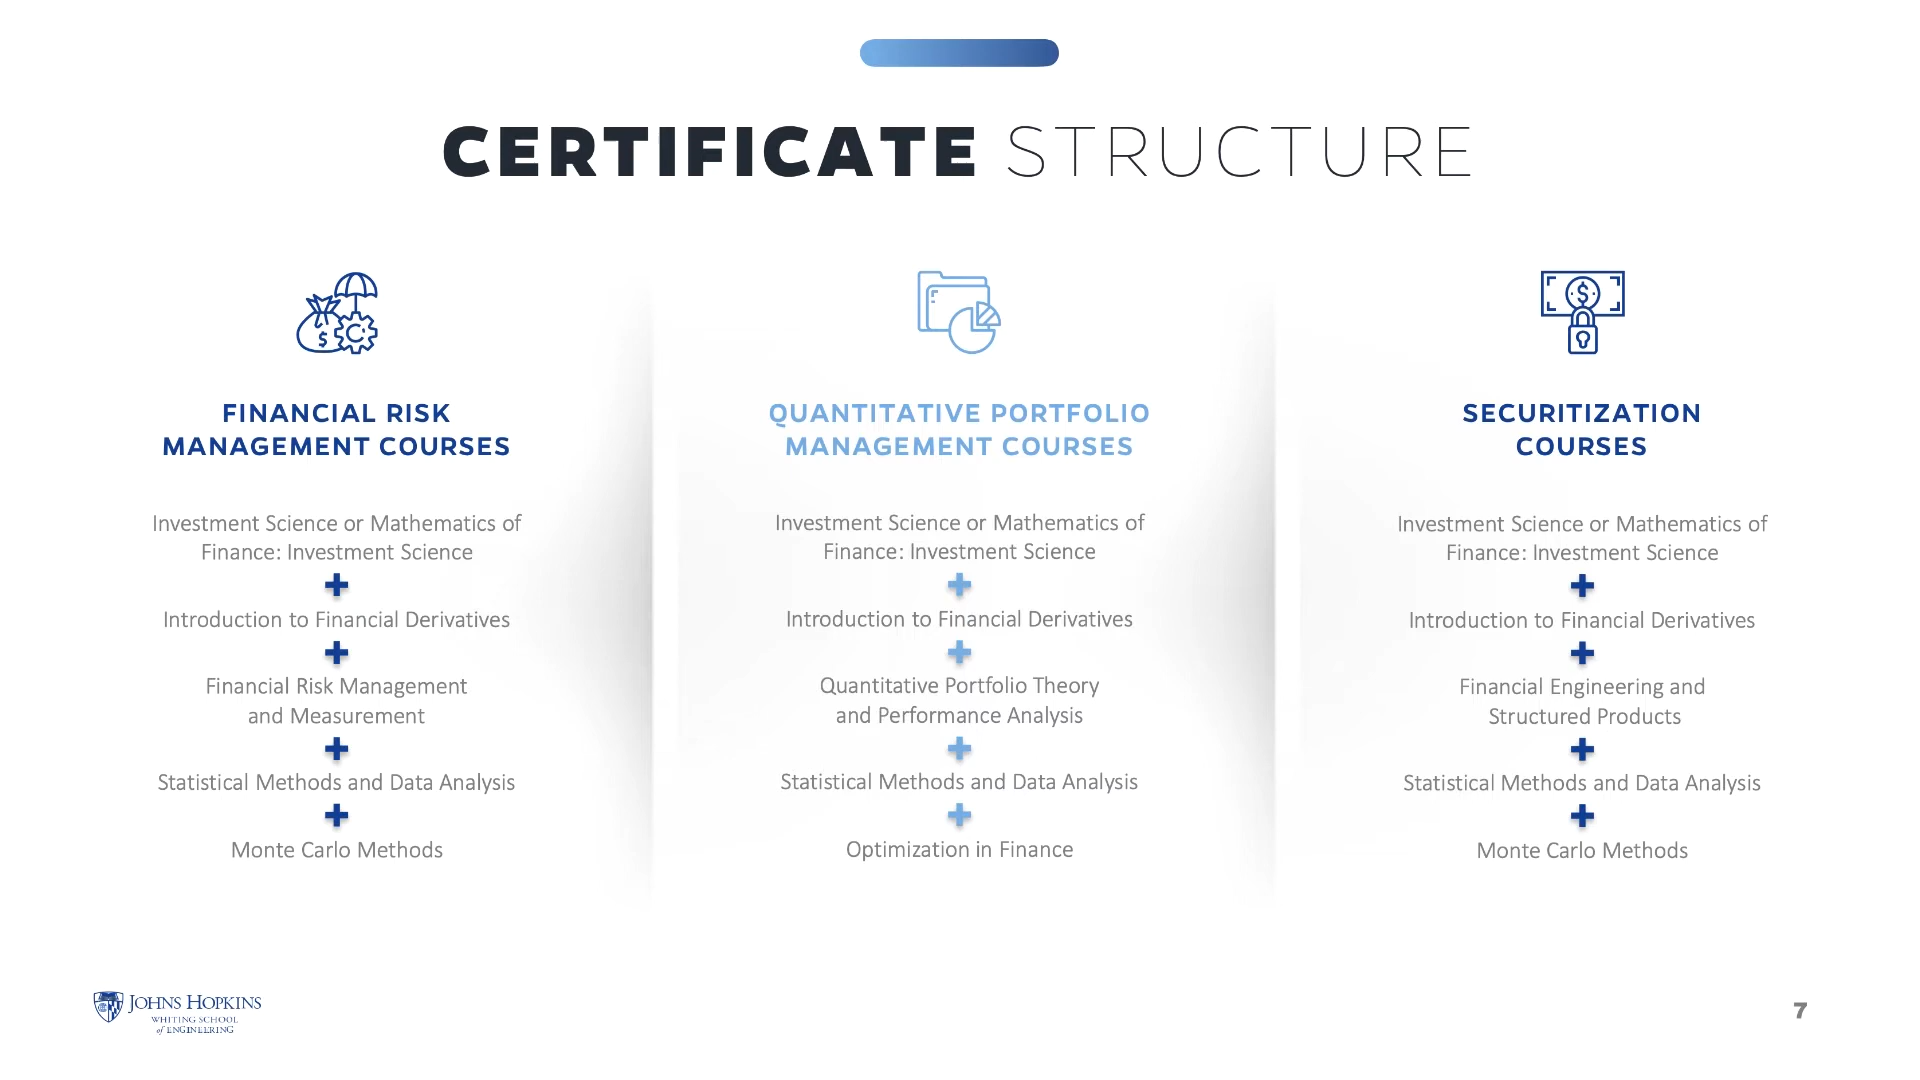 CERTIFICATE STRUCTURE
FINANCIAL RISK
MANAGEMENT COURSES
Investment Science or Mathematics of
Finance: Investment Science
+
Introduction to Financial Derivatives
+
Financial Risk Management
and Measurement
+
Statistical Methods and Data Analysis
+
Monte Carlo Methods
QUANTITATIVE PORTFOLIO
MANAGEMENT COURSES
Investment Science or Mathematics of
Finance: Investment Science
+
Introduction to Financial Derivatives
+
Quantitative Portfolio Theory
and Performance Analysis
+
Statistical Methods and Data Analysis
+
Optimization in Finance
SECURITIZATION
COURSES
Investment Science or Mathematics of
Finance: Investment Science
+
Introduction to Financial Derivatives
+
Financial Engineering and
Structured Products
+
Statistical Methods and Data Analysis
+
Monte Carlo Methods
JOHNS HOPKINS
WHITING SCHOOL
of ENGINEERING
7